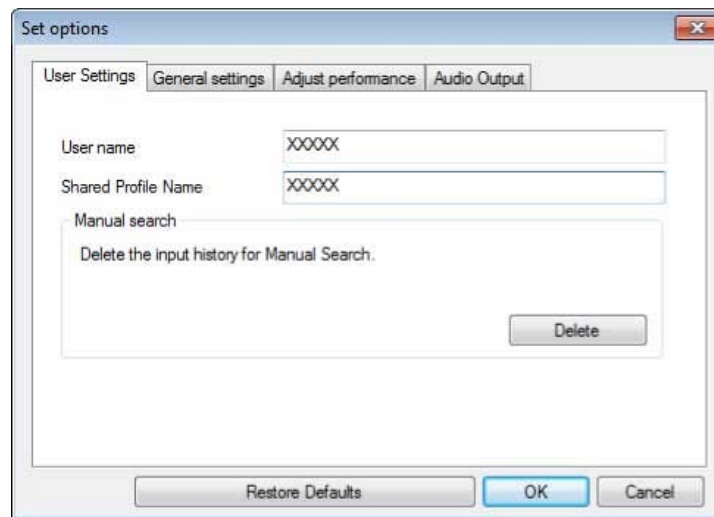 Set options
User Settings General settings Adjust performance Audio Output
User name XXXXX
Shared Profile Name XXXXX
Manual search
Delete the input history for Manual Search.
Delete
Restore Defaults OK Cancel